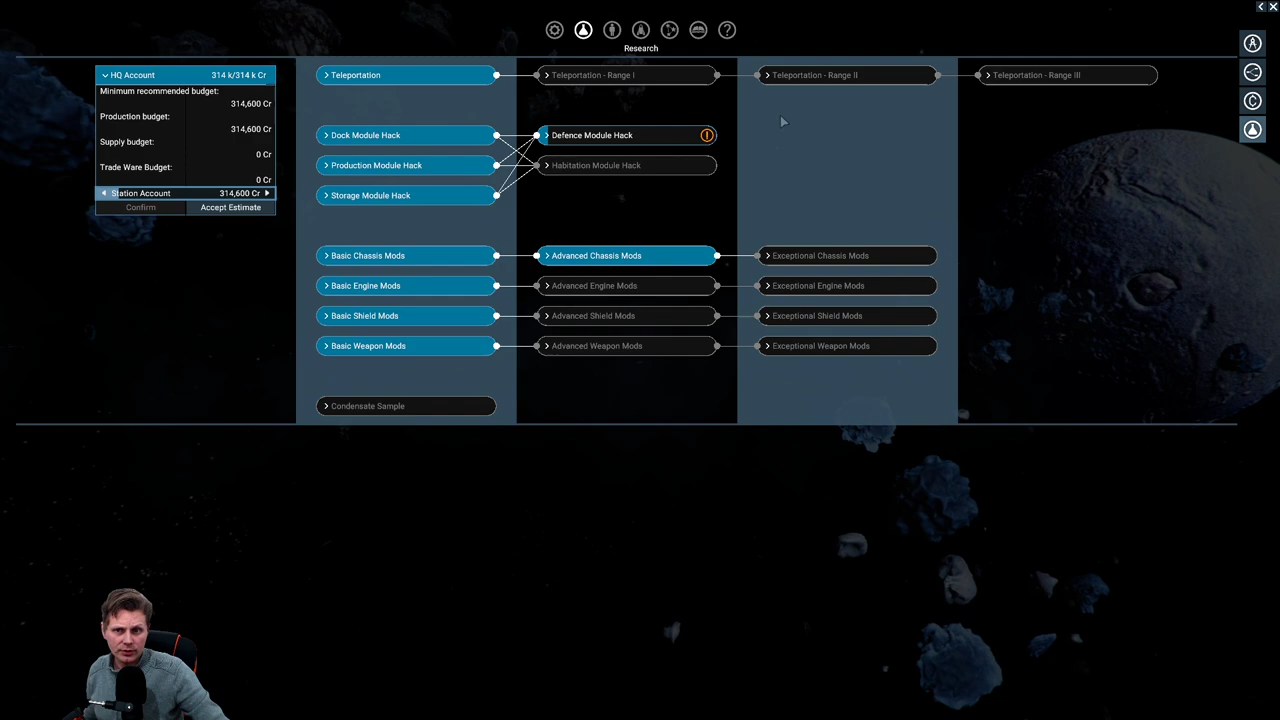 Research
HQ Account 314 k/314 k Cr
Minimum recommended budget:
314,600 Cr
Production budget:
314,600 Cr
Supply budget:
0 Cr
Trade Ware Budget:
0 Cr
Station Account 314,600 Cr
Confirm Accept Estimate
Teleportation Teleportation - Range I Teleportation - Range II Teleportation - Range III
Dock Module Hack Defence Module Hack
Production Module Hack Habitation Module Hack
Storage Module Hack
Basic Chassis Mods Advanced Chassis Mods Exceptional Chassis Mods
Basic Engine Mods Advanced Engine Mods Exceptional Engine Mods
Basic Shield Mods Advanced Shield Mods Exceptional Shield Mods
Basic Weapon Mods Advanced Weapon Mods Exceptional Weapon Mods
Condensate Sample